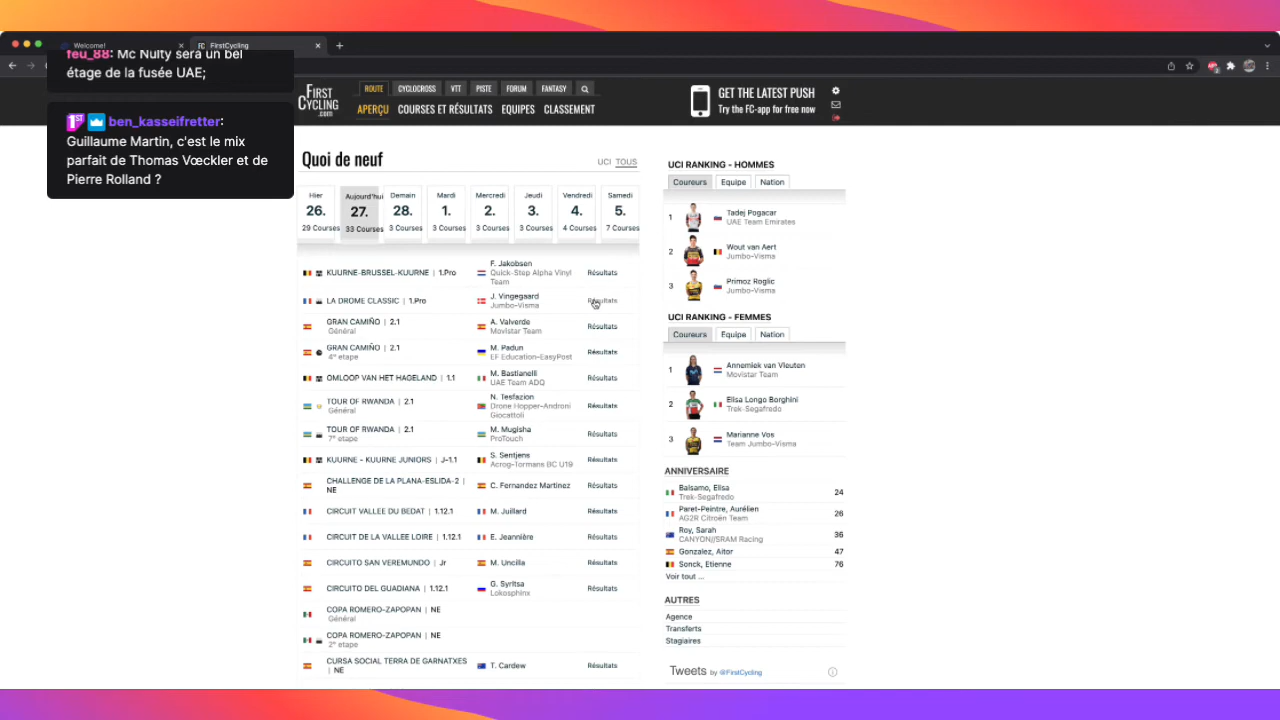 Welcome!
FirstCycling
feu_88: Mc Nulty sera un bel
étage de la fusée UAE;
ben_kasseifretter:
Guillaume Martin, c'est le mix
parfait de Thomas Vœckler et de
Pierre Rolland ?
FIRST
CYCLING
.com
ROUTE CYCLOCROSS VTT PISTE FORUM FANTASY
APERÇU COURSES ET RÉSULTATS EQUIPES CLASSEMENT
GET THE LATEST PUSH
Try the FC-app for free now
Quoi de neuf
UCI TOUS
Hier Aujourd'hui Demain Mardi Mercredi Jeudi Vendredi Samedi
26. 27. 28. 1. 2. 3. 4. 5.
29 Courses 33 Courses 3 Courses 3 Courses 3 Courses 3 Courses 4 Courses 7 Courses
KUURNE-BRUSSEL-KUURNE | 1.Pro F. Jakobsen Résultats
Quick-Step Alpha Vinyl
Team
LA DROME CLASSIC | 1.Pro J. Vingegaard Résultats
Jumbo-Visma
GRAN CAMIÑO | 2.1 A. Valverde Résultats
Général Movistar Team
GRAN CAMIÑO | 2.1 M. Padun Résultats
4e etape EF Education-EasyPost
OMLOOP VAN HET HAGELAND | 1.1 M. Bastianelli Résultats
UAE Team ADQ
TOUR OF RWANDA | 2.1 N. Tesfazion Résultats
Général Drone Hopper-Androni
Giocattoli
TOUR OF RWANDA | 2.1 M. Mugisha Résultats
7e etape ProTouch
KUURNE - KUURNE JUNIORS | J-1.1 S. Sentjens Résultats
Acrog-Tormans BC U19
CHALLENGE DE LA PLANA-ESLIDA-2 | C. Fernandez Martinez Résultats
NE
CIRCUIT VALLEE DU BEDAT | 1.12.1 M. Juillard Résultats
CIRCUIT DE LA VALLEE LOIRE | 1.12.1 E. Jeannière Résultats
CIRCUITO SAN VEREMUNDO | Jr M. Uncilla Résultats
CIRCUITO DEL GUADIANA | 1.12.1 G. Syritsa Résultats
Lokosphinx
COPA ROMERO-ZAPOPAN | NE
Général
COPA ROMERO-ZAPOPAN | NE
2e etape
CURSA SOCIAL TERRA DE GARNATXES T. Cardew Résultats
| NE
UCI RANKING - HOMMES
Coureurs Equipe Nation
1 Tadej Pogacar
UAE Team Emirates
2 Wout van Aert
Jumbo-Visma
3 Primoz Roglic
Jumbo-Visma
UCI RANKING - FEMMES
Coureurs Equipe Nation
1 Annemiek van Vleuten
Movistar Team
2 Elisa Longo Borghini
Trek-Segafredo
3 Marianne Vos
Team Jumbo-Visma
ANNIVERSAIRE
Balsamo, Elisa 24
Trek-Segafredo
Paret-Peintre, Aurélien 26
AG2R Citroën Team
Roy, Sarah 36
CANYON//SRAM Racing
Gonzalez, Aitor 47
Sonck, Etienne 76
Voir tout ...
AUTRES
Agence
Transferts
Stagiaires
Tweets by @FirstCycling